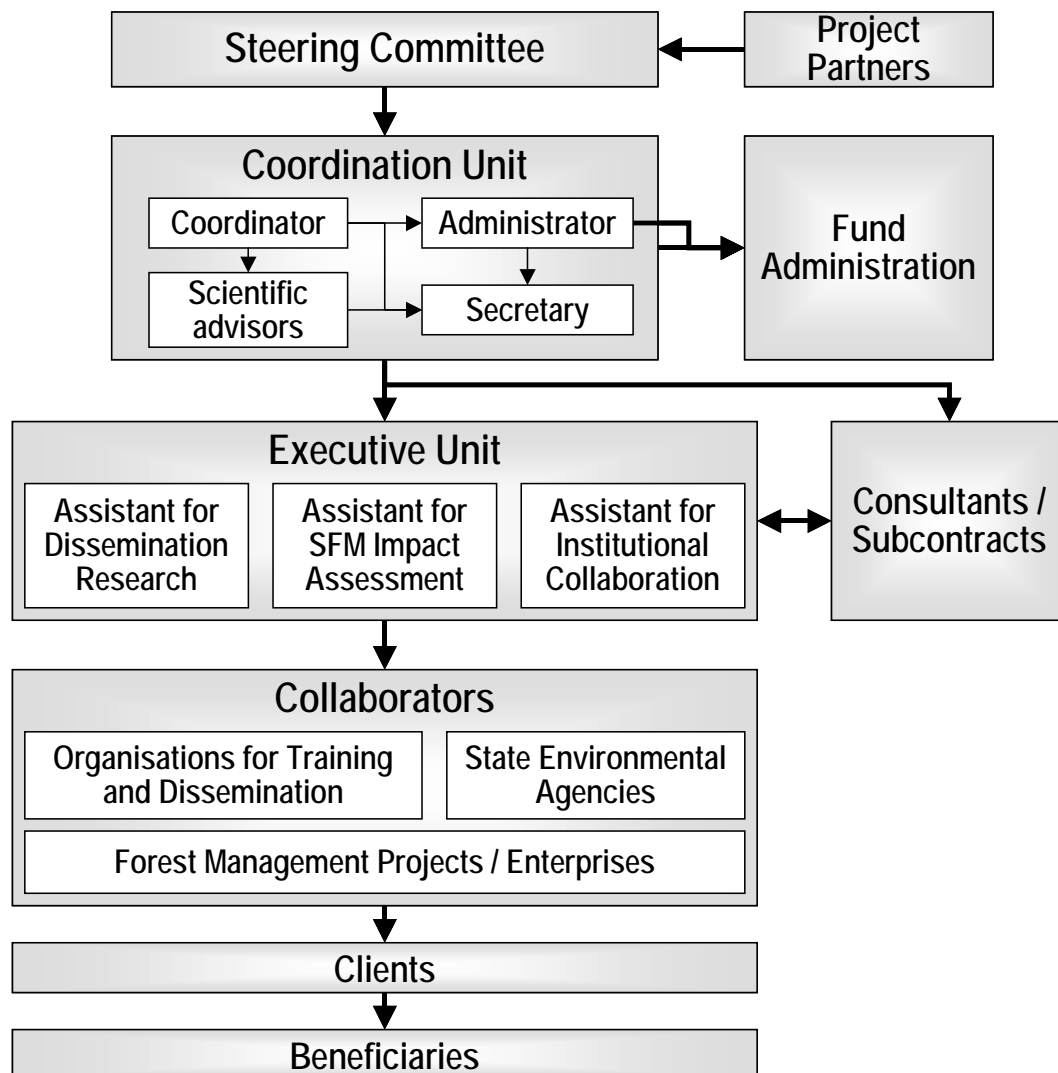 Steering Committee
Project
Partners
Coordination Unit
Coordinator
Administrator
Scientific
advisors
Secretary
Fund
Administration
Executive Unit
Assistant for
Dissemination
Research
Assistant for
SFM Impact
Assessment
Assistant for
Institutional
Collaboration
Consultants /
Subcontracts
Collaborators
Organisations for Training
and Dissemination
State Environmental
Agencies
Forest Management Projects / Enterprises
Clients
Beneficiaries